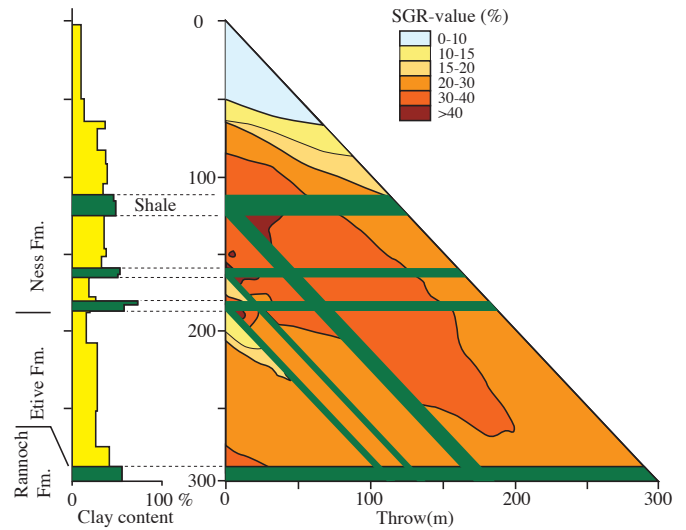 SGR-value (%)
0-10
10-15
15-20
20-30
30-40
>40
0
100
200
300
Shale
Ness Fm.
Etive Fm.
Rannoch
Fm.
0 100 %
Clay content
0 100 200 300
Throw(m)